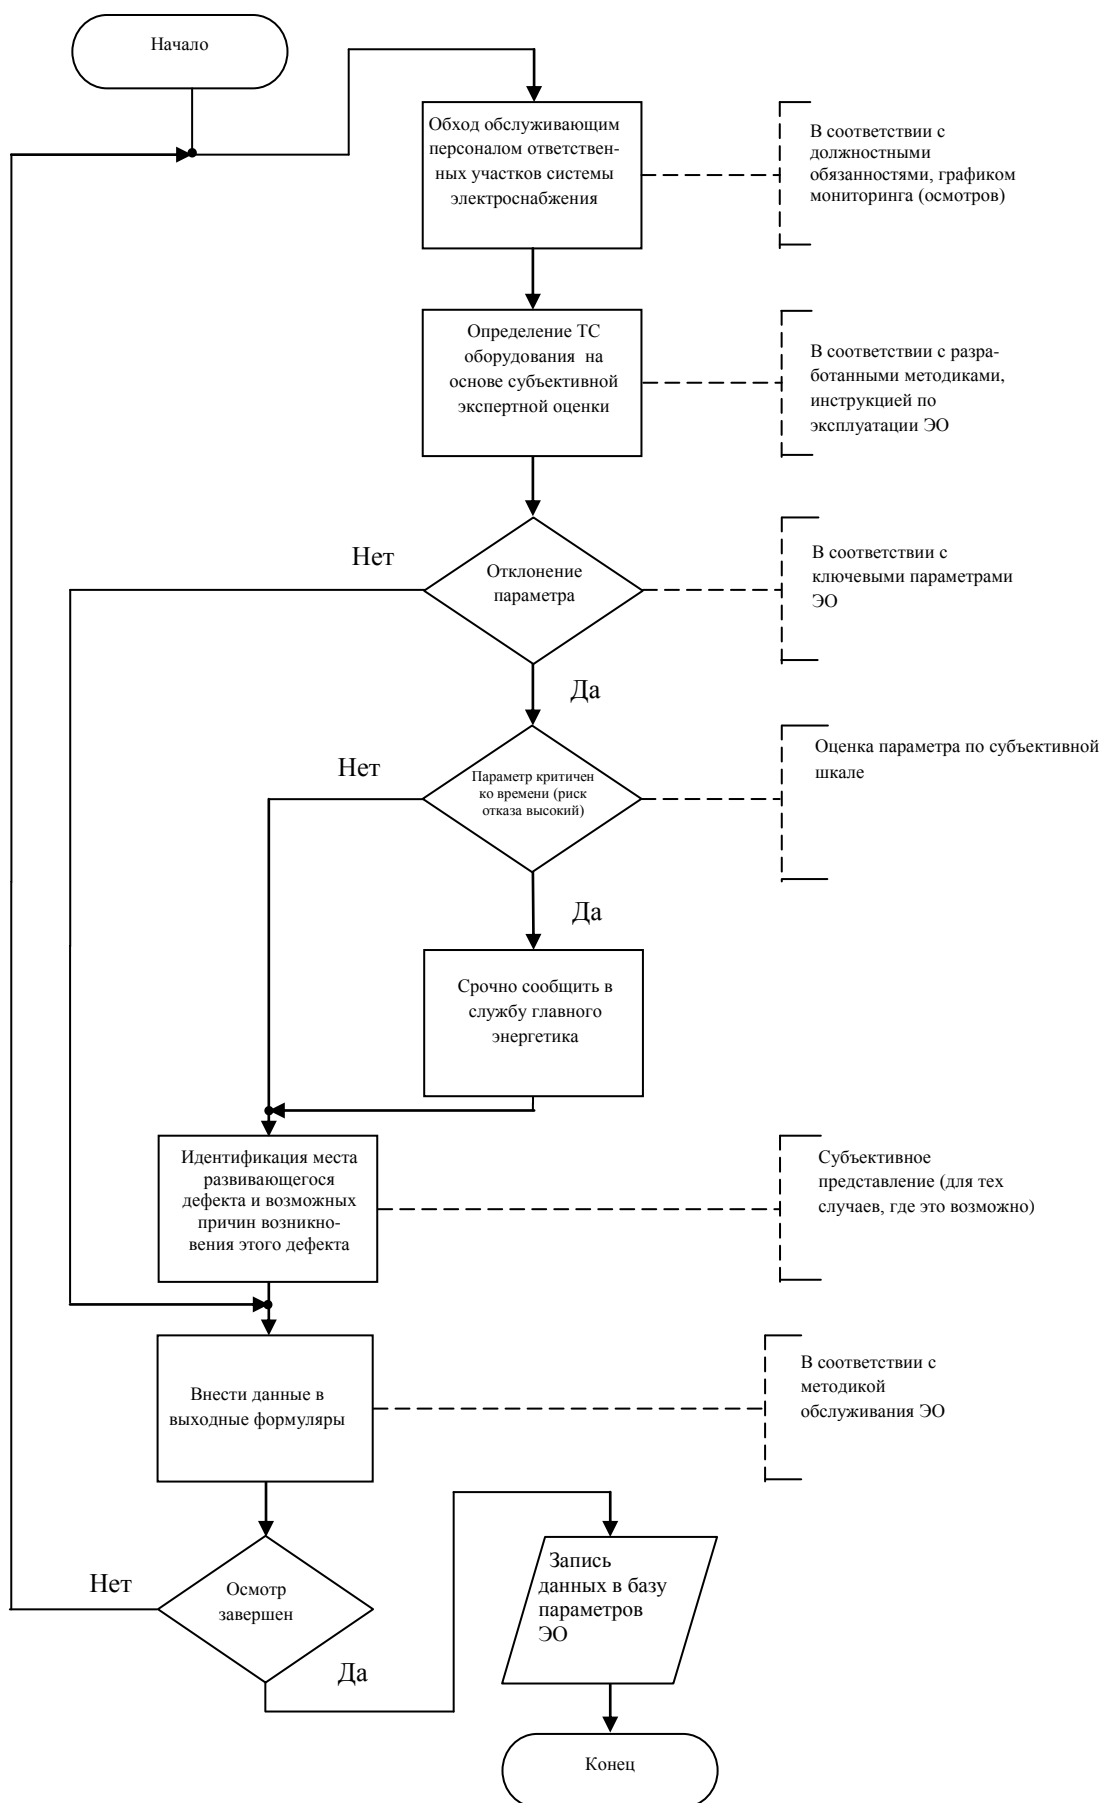 Начало
Обход обслуживающим
персоналом ответствен-
ных участков системы
электроснабжения
В соответствии с
должностными
обязанностями, графиком
мониторинга (осмотров)
Определение ТС
оборудования на
основе субъективной
экспертной оценки
В соответствии с разра-
ботанными методиками,
инструкцией по
эксплуатации ЭО
Нет
Отклонение
параметра
В соответствии с
ключевыми параметрами
ЭО
Да
Нет
Параметр критичен
ко времени (риск
отказа высокий)
Оценка параметра по субъективной
шкале
Да
Срочно сообщить в
службу главного
энергетика
Идентификация места
развивающегося
дефекта и возможных
причин возникно-
вения этого дефекта
Субъективное
представление (для тех
случаев, где это возможно)
Внести данные в
выходные формуляры
В соответствии с
методикой
обслуживания ЭО
Нет
Осмотр
завершен
Да
Запись
данных в базу
параметров
ЭО
Конец